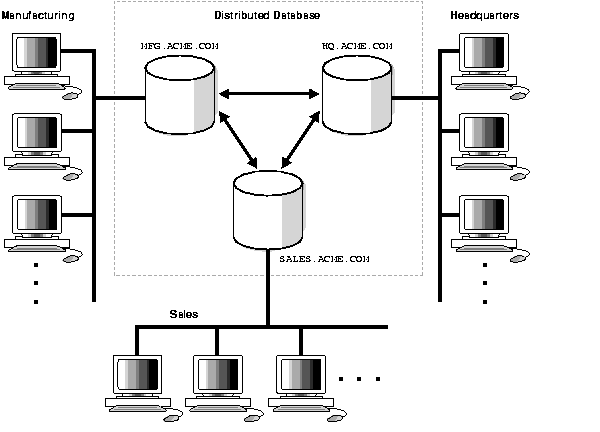 Manufacturing
Distributed Database
Headquarters
MFG.ACME.COM
HQ.ACME.COM
SALES.ACME.COM
Sales